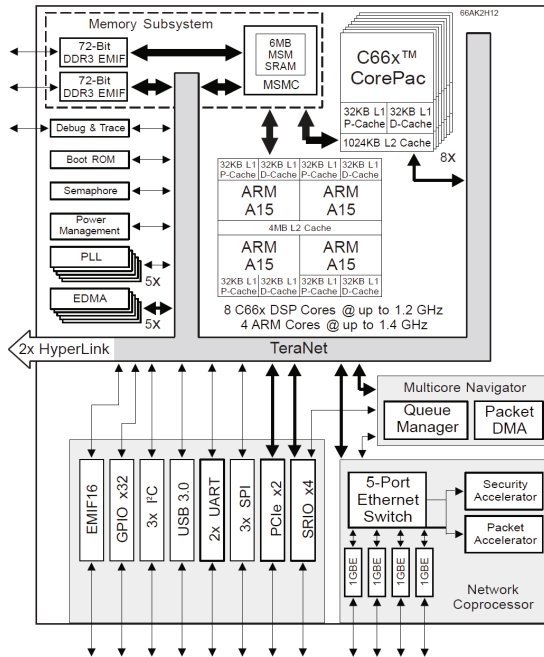 66AK2H12
Memory Subsystem
72-Bit
DDR3 EMIF
72-Bit
DDR3 EMIF
6MB
MSM
SRAM
MSMC
C66x™
CorePac
32KB L1
P-Cache
32KB L1
D-Cache
1024KB L2 Cache
8X
Debug & Trace
Boot ROM
Semaphore
Power
Management
PLL
5X
EDMA
5X
32KB L1
P-Cache
32KB L1
D-Cache
32KB L1
P-Cache
32KB L1
D-Cache
ARM
A15
ARM
A15
4MB L2 Cache
ARM
A15
ARM
A15
32KB L1
P-Cache
32KB L1
D-Cache
32KB L1
P-Cache
32KB L1
D-Cache
8 C66x DSP Cores @ up to 1.2 GHz
4 ARM Cores @ up to 1.4 GHz
2x HyperLink
TeraNet
Multicore Navigator
Queue
Manager
Packet
DMA
EMIF16
GPIO x32
3x I²C
USB 3.0
2x UART
3x SPI
PCIe x2
SRIO x4
5-Port
Ethernet
Switch
Security
Accelerator
Packet
Accelerator
1GBE
1GBE
1GBE
1GBE
Network
Coprocessor